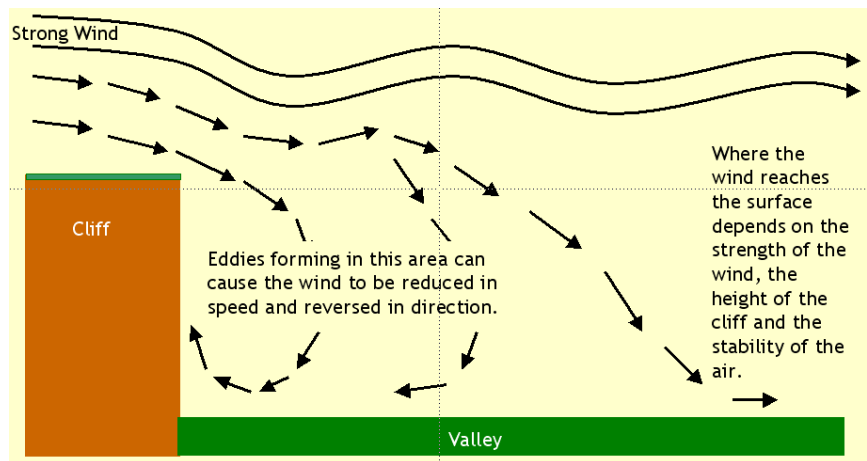 Strong Wind
Cliff
Eddies forming in this area can
cause the wind to be reduced in
speed and reversed in direction.
Where the
wind reaches
the surface
depends on the
strength of the
wind, the
height of the
cliff and the
stability of the
air.
Valley